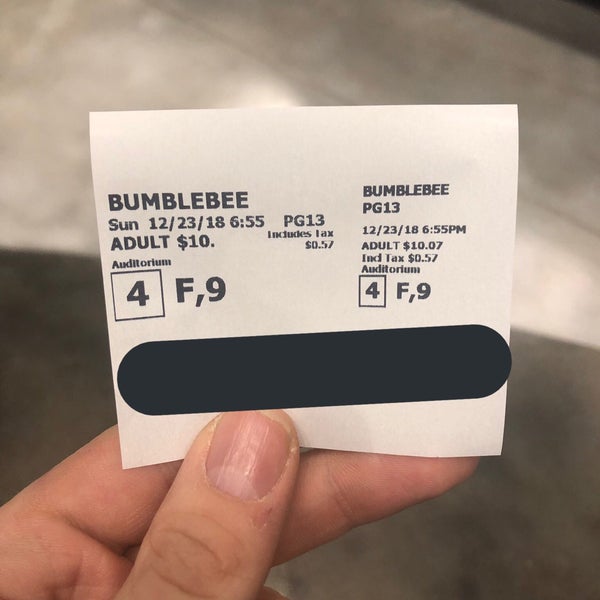 BUMBLEBEE
Sun 12/23/18 6:55 PG13
ADULT $10.
Includes Tax
$0.57
Auditorium
4 F,9
BUMBLEBEE
PG13
12/23/18 6:55PM
ADULT $10.07
Incl Tax $0.57
Auditorium
4 F,9